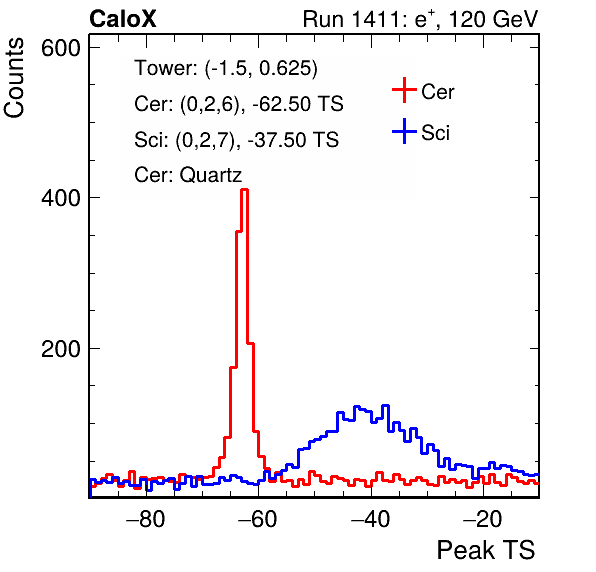 CaloX Run 1411: e⁺, 120 GeV
Counts
600
Tower: (-1.5, 0.625)
Cer: (0,2,6), -62.50 TS
Sci: (0,2,7), -37.50 TS
Cer: Quartz
Cer
Sci
400
200
−80 −60 −40 −20
Peak TS